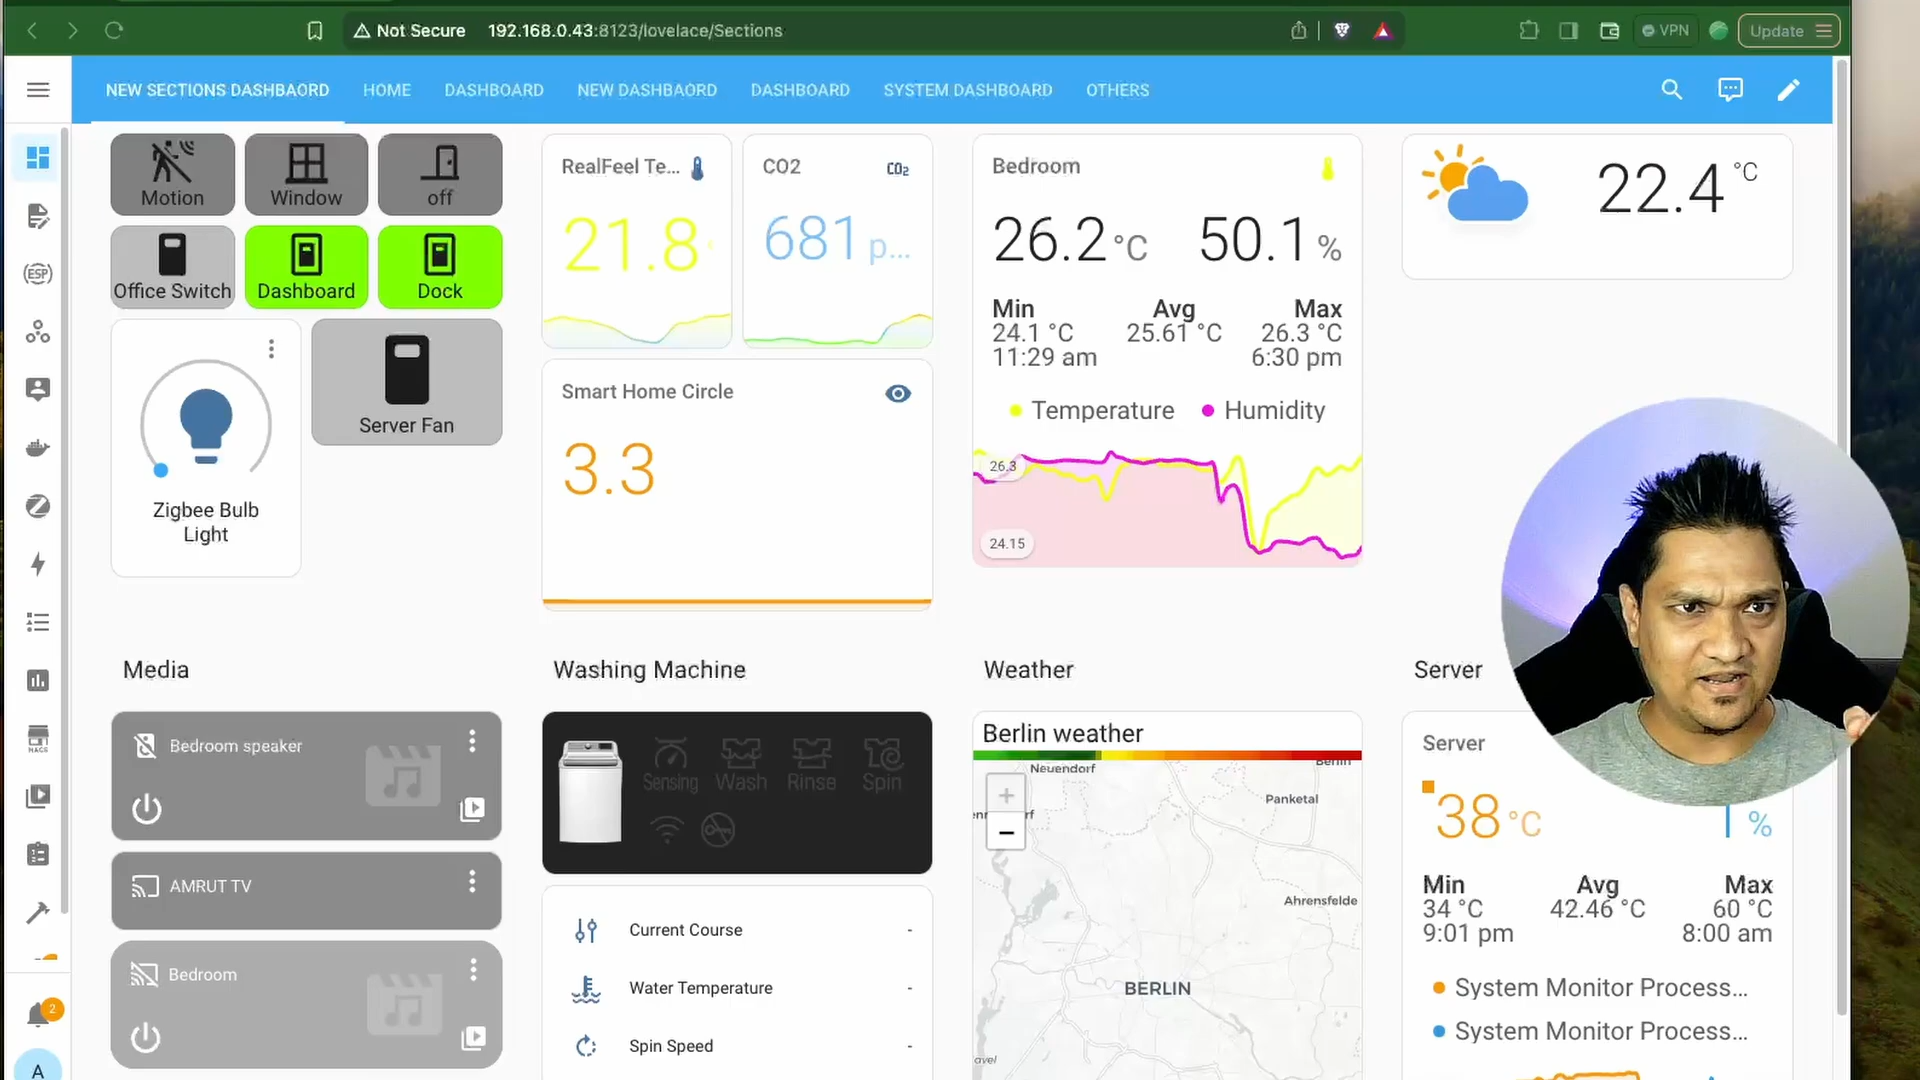 Not Secure 192.168.0.43:8123/lovelace/Sections
VPN
Update
NEW SECTIONS DASHBAORD HOME DASHBOARD NEW DASHBAORD DASHBOARD SYSTEM DASHBOARD OTHERS
Motion
Window
off
Office Switch
Dashboard
Dock
Zigbee Bulb
Light
Server Fan
RealFeel Te...
21.8
CO2
CO2
681 p...
Smart Home Circle
3.3
Bedroom
26.2 °C 50.1 %
Min Avg Max
24.1 °C 25.61 °C 26.3 °C
11:29 am 6:30 pm
Temperature Humidity
26.3
24.15
22.4 °C
ESP
HACS
2
A
Media
Bedroom speaker
AMRUT TV
Bedroom
Washing Machine
Sensing Wash Rinse Spin
Current Course -
Water Temperature -
Spin Speed -
Weather
Berlin weather
Neuendorf
Berlin
Panketal
+
−
Ahrensfelde
BERLIN
avel
Server
Server
38 °C
%
Min Avg Max
34 °C 42.46 °C 60 °C
9:01 pm 8:00 am
System Monitor Process...
System Monitor Process...